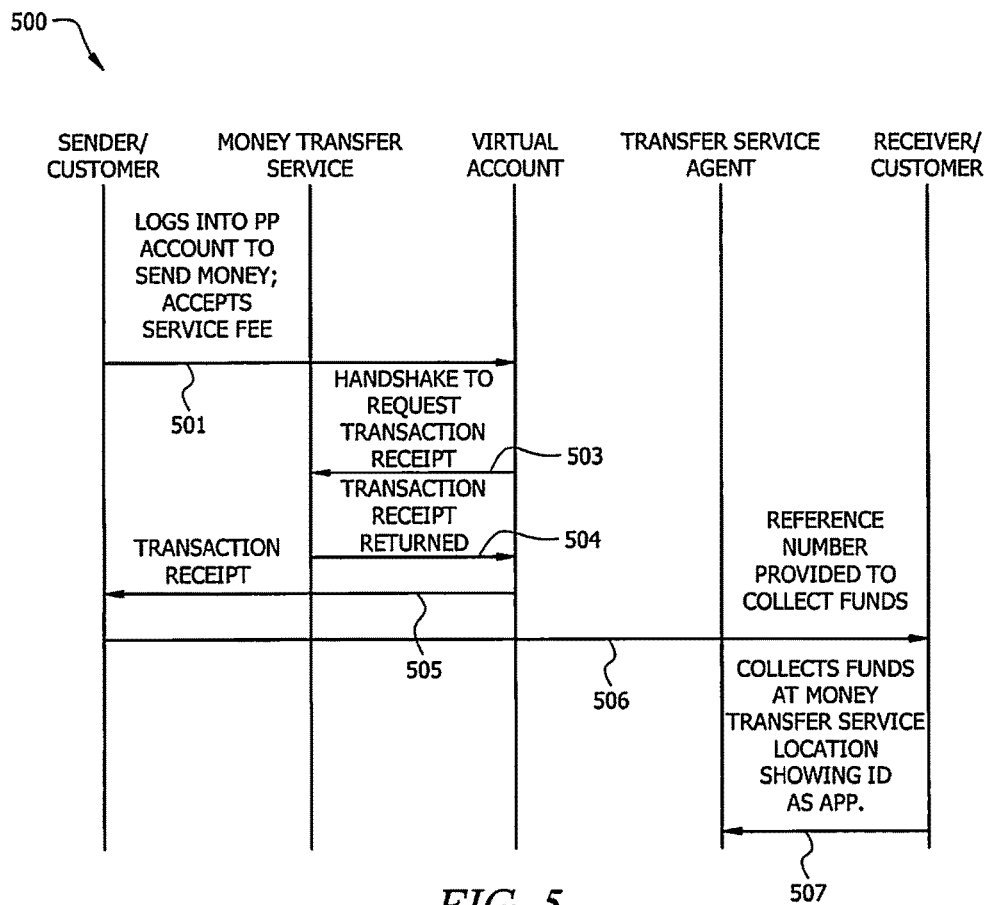 500
SENDER/
CUSTOMER
MONEY TRANSFER
SERVICE
VIRTUAL
ACCOUNT
TRANSFER SERVICE
AGENT
RECEIVER/
CUSTOMER
LOGS INTO PP
ACCOUNT TO
SEND MONEY;
ACCEPTS
SERVICE FEE
501
HANDSHAKE TO
REQUEST
TRANSACTION
RECEIPT
503
TRANSACTION
RECEIPT
RETURNED
504
TRANSACTION
RECEIPT
505
REFERENCE
NUMBER
PROVIDED TO
COLLECT FUNDS
506
COLLECTS FUNDS
AT MONEY
TRANSFER SERVICE
LOCATION
SHOWING ID
AS APP.
507
FIG. 5